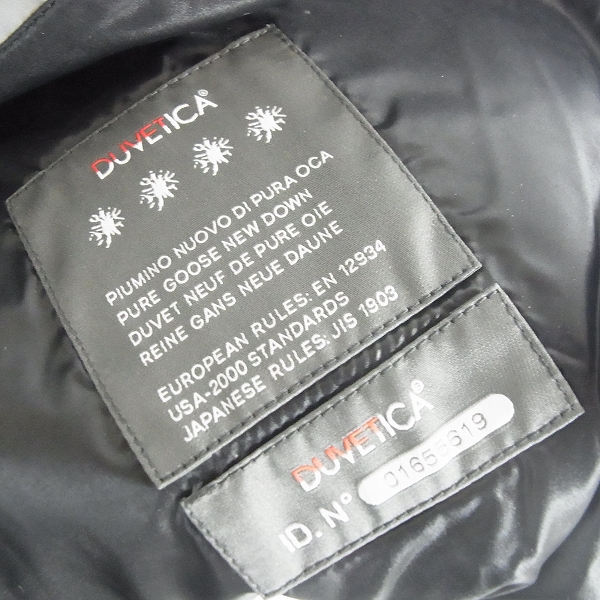 DUVETICA®
PIUMINO NUOVO DI PURA OCA
PURE GOOSE NEW DOWN
DUVET NEUF DE PURE OIE
REINE GANS NEUE DAUNE
EUROPEAN RULES: EN 12934
USA-2000 STANDARDS
JAPANESE RULES: JIS 1903
DUVETICA®
ID. N° 01655619